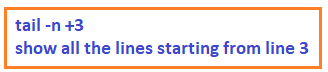 tail -n +3
show all the lines starting from line 3